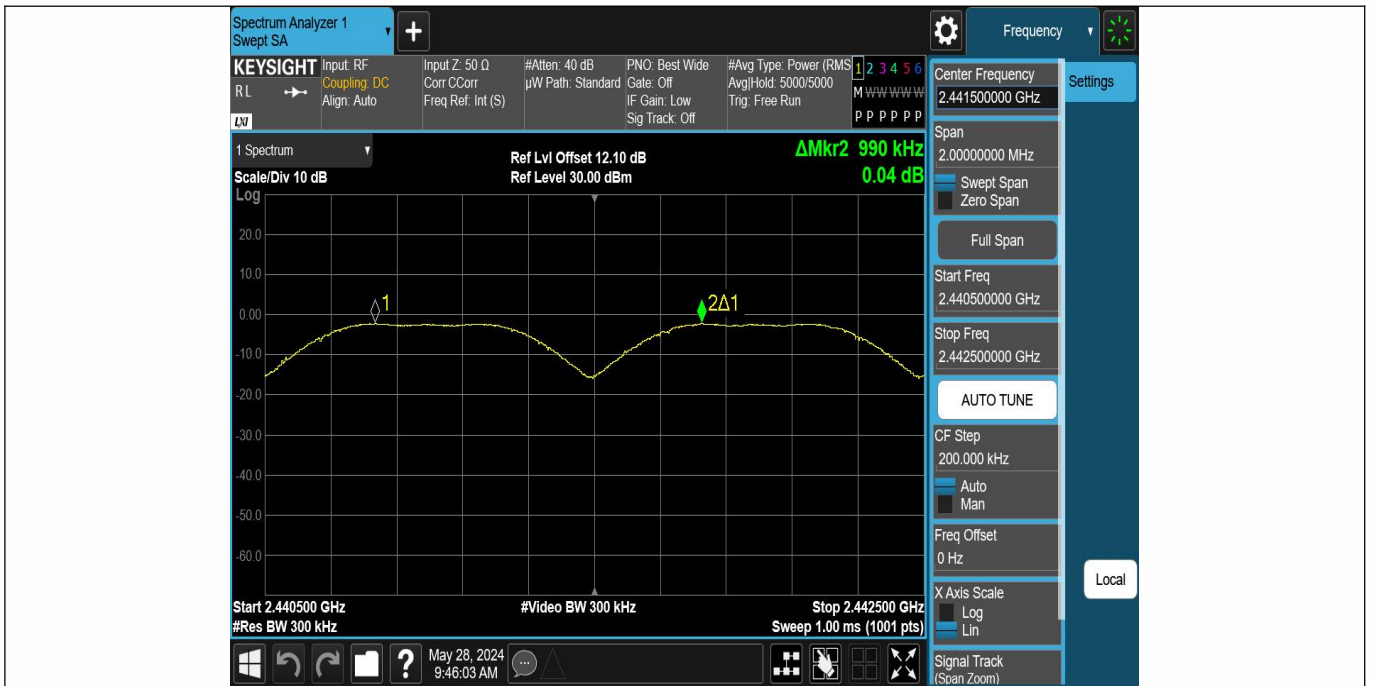 Spectrum Analyzer 1
Swept SA
+
Frequency
KEYSIGHT
RL
LXI
Input: RF
Coupling: DC
Align: Auto
Input Z: 50 Ω
Corr CCorr
Freq Ref: Int (S)
#Atten: 40 dB
µW Path: Standard
PNO: Best Wide
Gate: Off
IF Gain: Low
Sig Track: Off
#Avg Type: Power (RMS
Avg|Hold: 5000/5000
Trig: Free Run
1 2 3 4 5 6
M W W W W W
P P P P P P
1 Spectrum
Scale/Div 10 dB
Log
Ref Lvl Offset 12.10 dB
Ref Level 30.00 dBm
ΔMkr2 990 kHz
0.04 dB
20.0
10.0
0.00
-10.0
-20.0
-30.0
-40.0
-50.0
-60.0
1
2Δ1
Start 2.440500 GHz
#Res BW 300 kHz
#Video BW 300 kHz
Stop 2.442500 GHz
Sweep 1.00 ms (1001 pts)
Center Frequency
2.441500000 GHz
Settings
Span
2.00000000 MHz
Swept Span
Zero Span
Full Span
Start Freq
2.440500000 GHz
Stop Freq
2.442500000 GHz
AUTO TUNE
CF Step
200.000 kHz
Auto
Man
Freq Offset
0 Hz
X Axis Scale
Log
Lin
Signal Track
(Span Zoom)
Local
?
May 28, 2024
9:46:03 AM